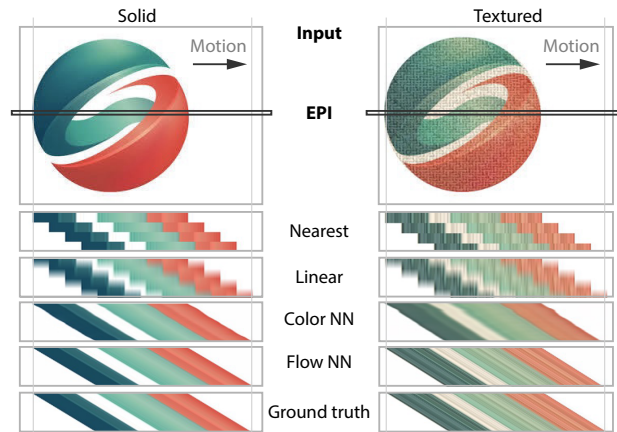 Solid
Input
Textured
Motion
Motion
EPI
Nearest
Linear
Color NN
Flow NN
Ground truth